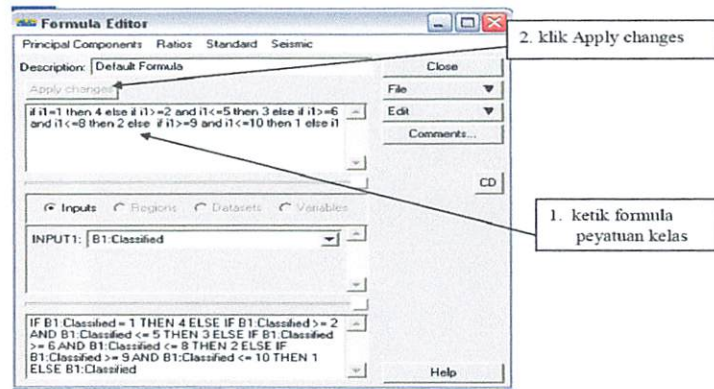 Formula Editor
Principal Components Ratios Standard Seismic
Description: Default Formula
Close
Apply changes
File
if i1=1 then 4 else if i1>=2 and i1<=5 then 3 else if i1>=6
and i1<=8 then 2 else if i1>=9 and i1<=10 then 1 else i1
Edit
Comments...
CD
Inputs Regions Datasets Variables
INPUT1: B1:Classified
IF B1:Classified = 1 THEN 4 ELSE IF B1:Classified >= 2
AND B1:Classified <= 5 THEN 3 ELSE IF B1:Classified
>= 6 AND B1:Classified <= 8 THEN 2 ELSE IF
B1:Classified >= 9 AND B1:Classified <= 10 THEN 1
ELSE B1:Classified
Help
2. klik Apply changes
1. ketik formula
peyatuan kelas